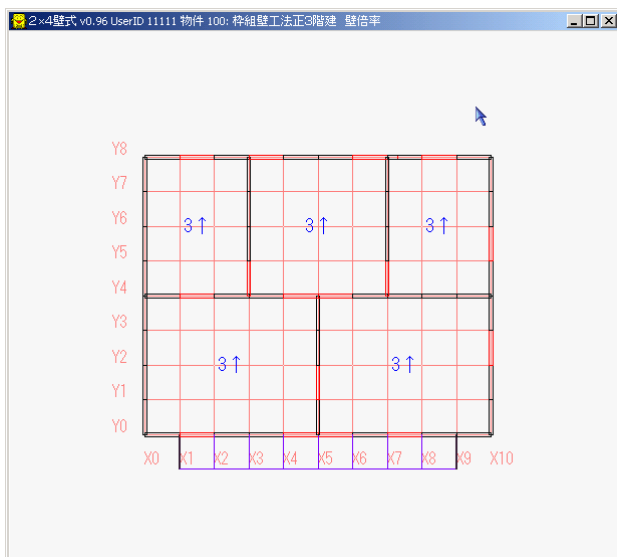 2×4壁式 v0.96 UserID 11111 物件 100: 枠組壁工法正3階建 壁倍率
Y8
Y7
Y6 3↑ 3↑ 3↑
Y5
Y4
Y3
Y2 3↑ 3↑
Y1
Y0
X0 X1 X2 X3 X4 X5 X6 X7 X8 X9 X10